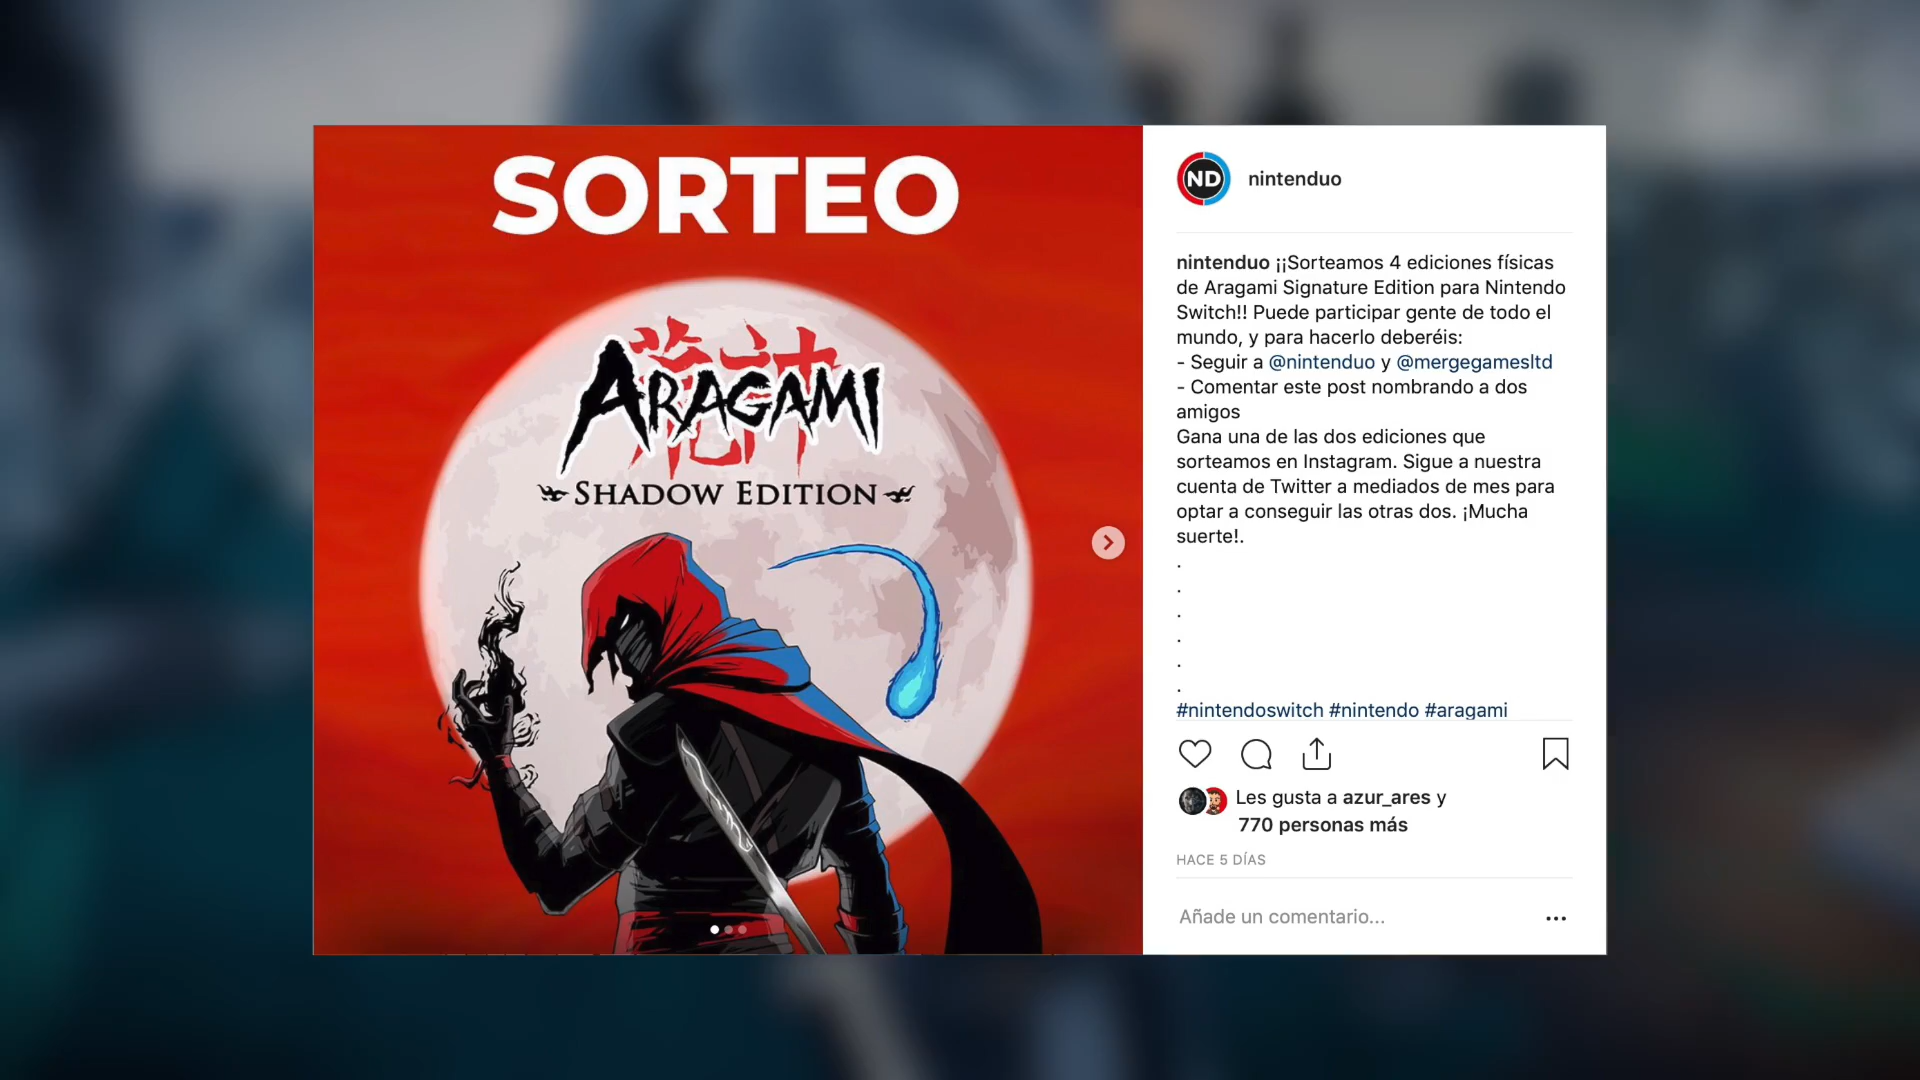 SORTEO
荒神
ARAGAMI
SHADOW EDITION
ND
nintenduo
nintenduo ¡¡Sorteamos 4 ediciones físicas
de Aragami Signature Edition para Nintendo
Switch!! Puede participar gente de todo el
mundo, y para hacerlo deberéis:
- Seguir a @nintenduo y @mergegamesltd
- Comentar este post nombrando a dos
amigos
Gana una de las dos ediciones que
sorteamos en Instagram. Sigue a nuestra
cuenta de Twitter a mediados de mes para
optar a conseguir las otras dos. ¡Mucha
suerte!.
.
.
.
.
.
.
#nintendoswitch #nintendo #aragami
Les gusta a azur_ares y
770 personas más
HACE 5 DÍAS
Añade un comentario...